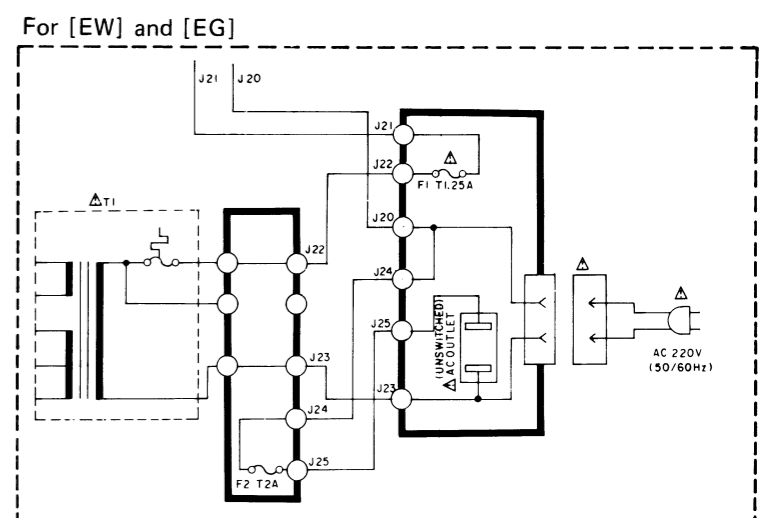 For [EW] and [EG]
J21 J20
J21
J22
F1 T1.25A
T1
J22
J20
J24
J25
(UNSWITCHED)
AC OUTLET
AC 220V
(50/60Hz)
J23
J23
J24
J25
F2 T2A